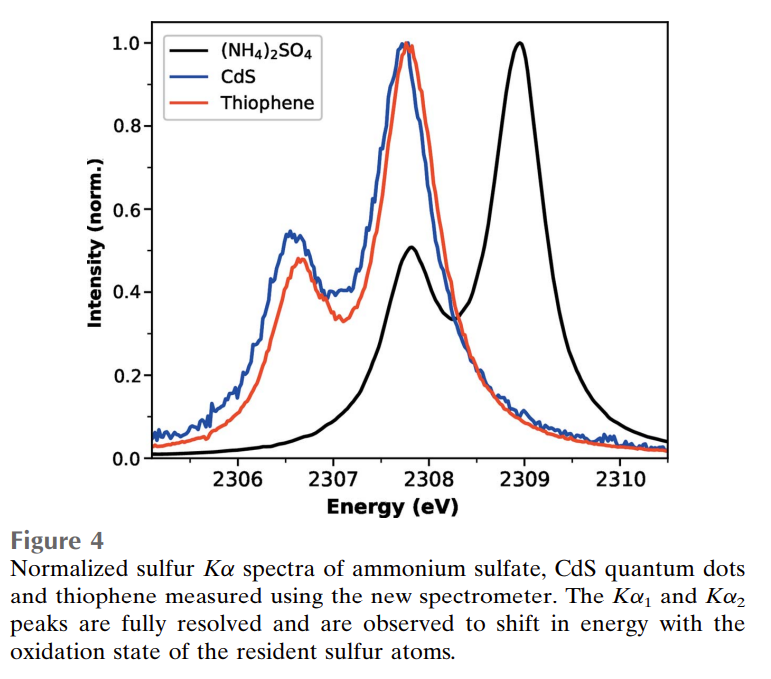 1.0
0.8
0.6
0.4
0.2
0.0
Intensity (norm.)
(NH₄)₂SO₄
CdS
Thiophene
2306 2307 2308 2309 2310
Energy (eV)
Figure 4
Normalized sulfur Kα spectra of ammonium sulfate, CdS quantum dots
and thiophene measured using the new spectrometer. The Kα₁ and Kα₂
peaks are fully resolved and are observed to shift in energy with the
oxidation state of the resident sulfur atoms.